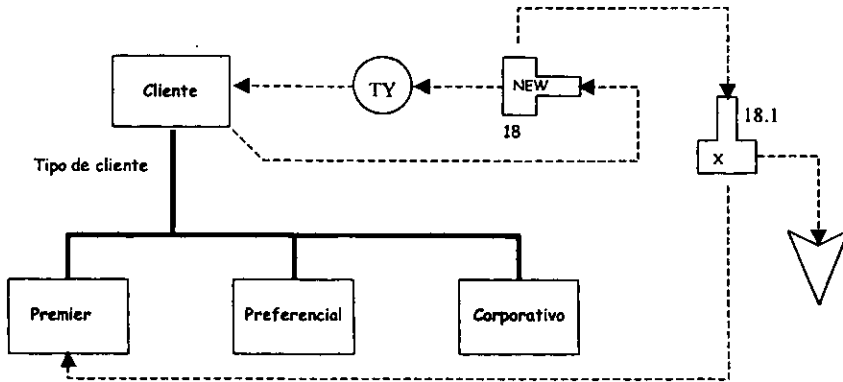 Cliente
TY
NEW
18
18.1
X
Tipo de cliente
Premier
Preferencial
Corporativo